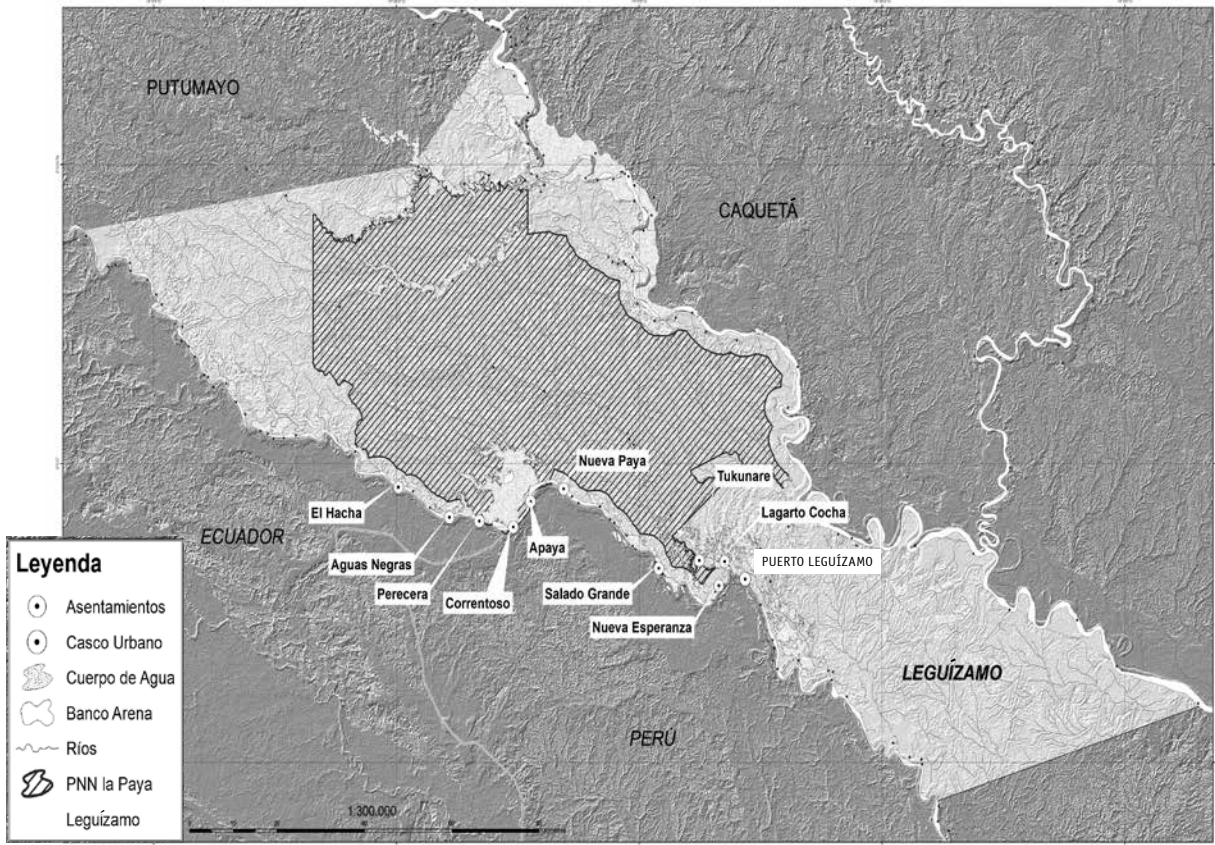 PUTUMAYO
CAQUETÁ
Nueva Paya
Tukunare
El Hacha
Lagarto Cocha
ECUADOR
Apaya
Aguas Negras
PUERTO LEGUÍZAMO
Perecera
Correntoso
Salado Grande
Nueva Esperanza
LEGUÍZAMO
PERÚ
1:300.000
Leyenda
Asentamientos
Casco Urbano
Cuerpo de Agua
Banco Arena
Ríos
PNN la Paya
Leguízamo